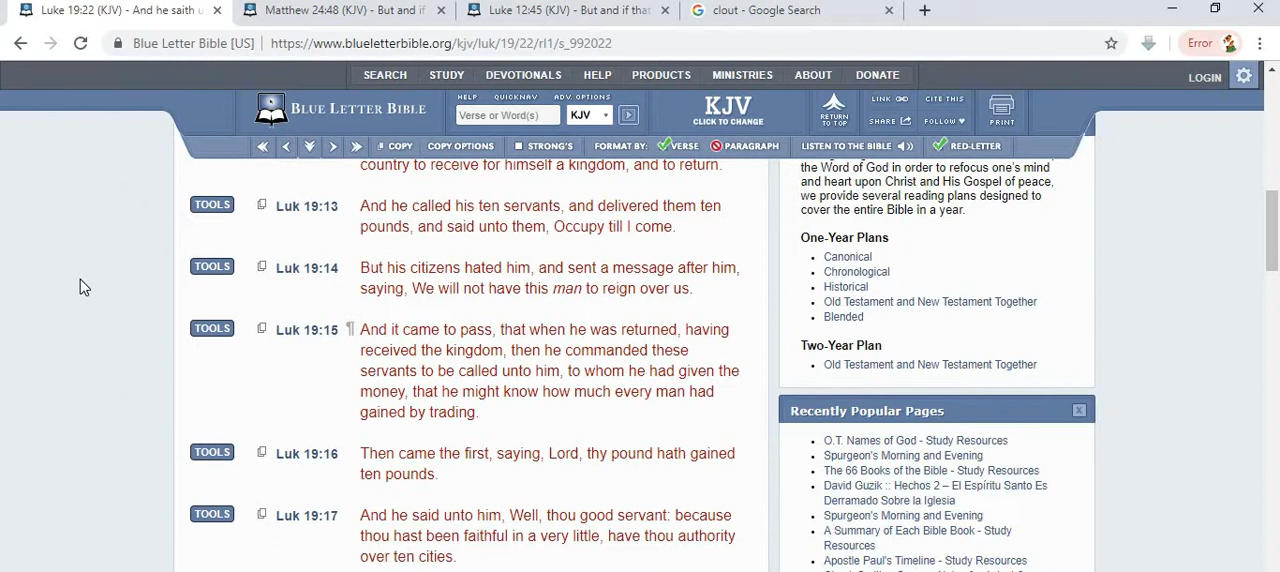 Luke 19:22 (KJV) - And he saith u
Matthew 24:48 (KJV) - But and if
Luke 12:45 (KJV) - But and if that
clout - Google Search
Blue Letter Bible [US]
https://www.blueletterbible.org/kjv/luk/19/22/rl1/s_992022
Error
SEARCH STUDY DEVOTIONALS HELP PRODUCTS MINISTRIES ABOUT DONATE
LOGIN
BLUE LETTER BIBLE
HELP QUICKNAV ADV. OPTIONS
Verse or Word(s)
KJV
KJV
CLICK TO CHANGE
RETURN
TO TOP
LINK CITE THIS
SHARE FOLLOW
PRINT
COPY COPY OPTIONS STRONG'S FORMAT BY: VERSE PARAGRAPH LISTEN TO THE BIBLE RED-LETTER
country to receive for himself a kingdom, and to return.
TOOLS Luk 19:13 And he called his ten servants, and delivered them ten
pounds, and said unto them, Occupy till I come.
TOOLS Luk 19:14 But his citizens hated him, and sent a message after him,
saying, We will not have this man to reign over us.
TOOLS Luk 19:15 ¶ And it came to pass, that when he was returned, having
received the kingdom, then he commanded these
servants to be called unto him, to whom he had given the
money, that he might know how much every man had
gained by trading.
TOOLS Luk 19:16 Then came the first, saying, Lord, thy pound hath gained
ten pounds.
TOOLS Luk 19:17 And he said unto him, Well, thou good servant: because
thou hast been faithful in a very little, have thou authority
over ten cities.
the Word of God in order to refocus one's mind
and heart upon Christ and His Gospel of peace,
we provide several reading plans designed to
cover the entire Bible in a year.
One-Year Plans
Canonical
Chronological
Historical
Old Testament and New Testament Together
Blended
Two-Year Plan
Old Testament and New Testament Together
Recently Popular Pages
X
O.T. Names of God - Study Resources
Spurgeon's Morning and Evening
The 66 Books of the Bible - Study Resources
David Guzik :: Hechos 2 – El Espíritu Santo Es
Derramado Sobre la Iglesia
Spurgeon's Morning and Evening
A Summary of Each Bible Book - Study
Resources
Apostle Paul's Timeline - Study Resources